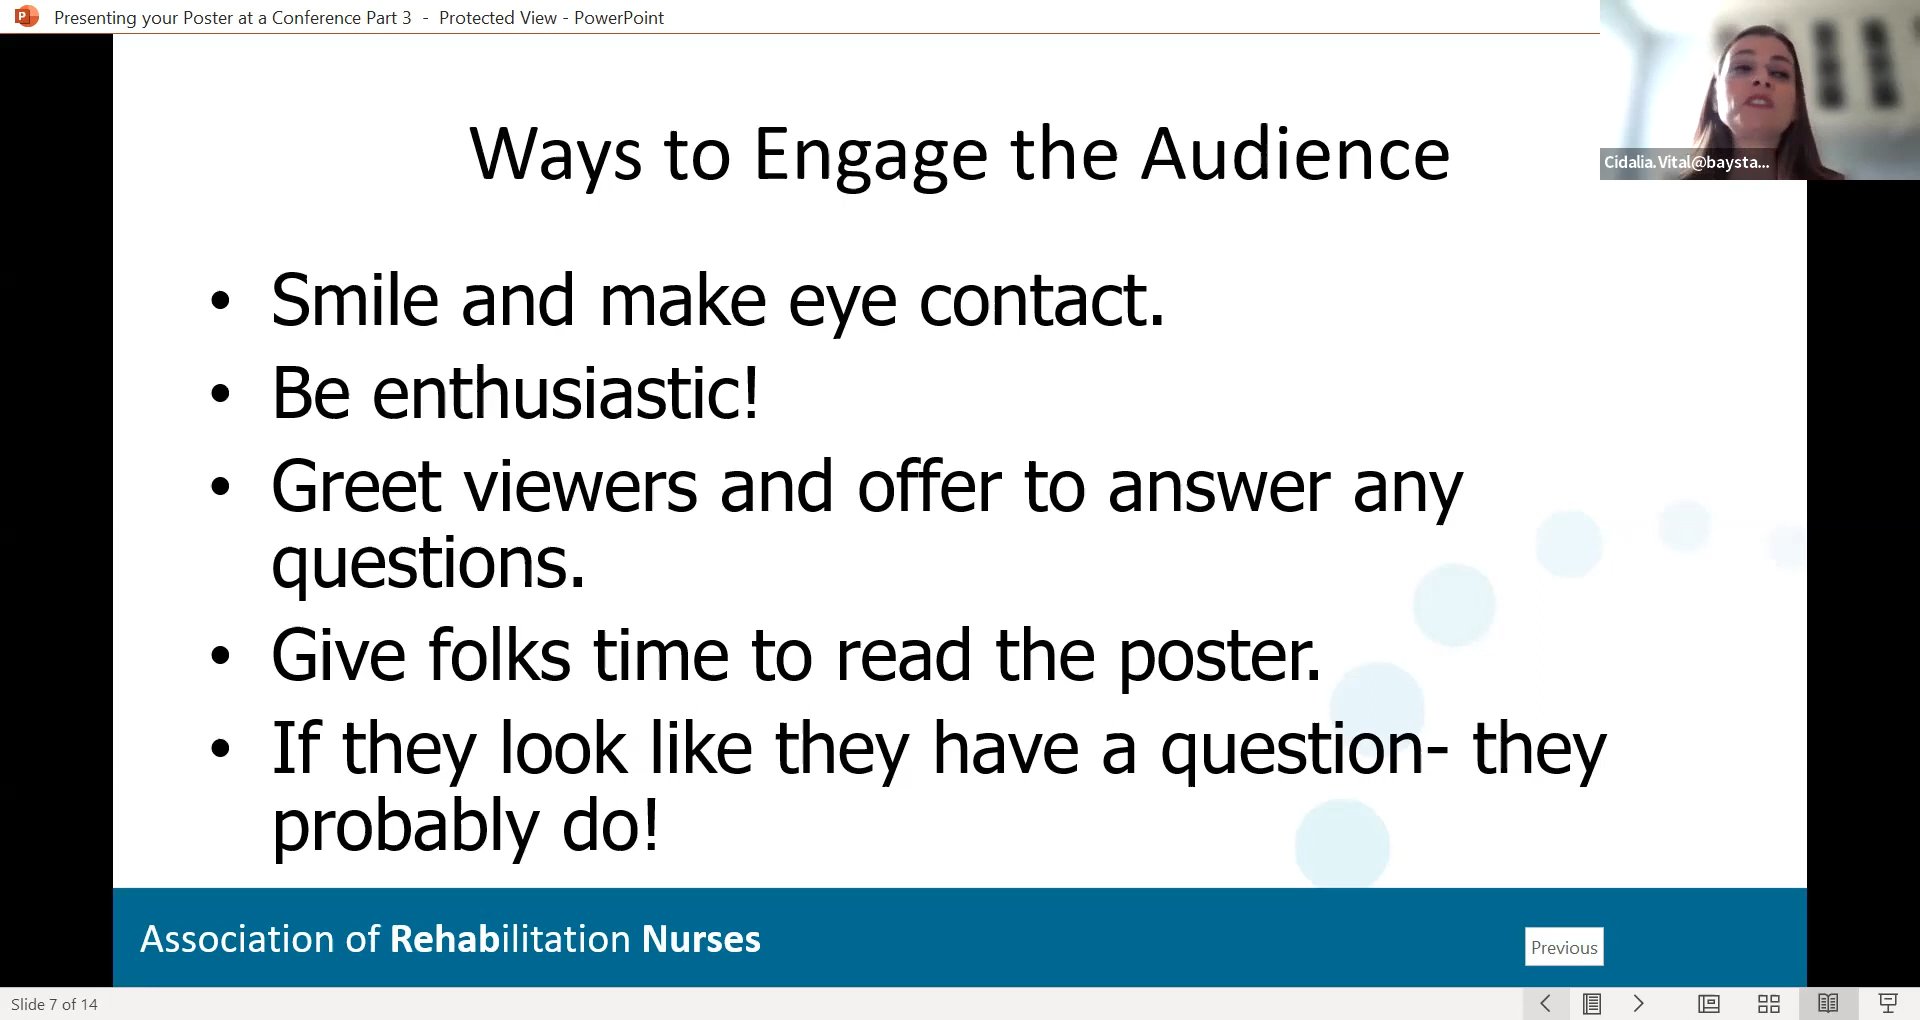 Presenting your Poster at a Conference Part 3 - Protected View - PowerPoint
Cidalia.Vital@baysta...
Ways to Engage the Audience
• Smile and make eye contact.
• Be enthusiastic!
• Greet viewers and offer to answer any
questions.
• Give folks time to read the poster.
• If they look like they have a question- they
probably do!
Association of Rehabilitation Nurses
Previous
Slide 7 of 14